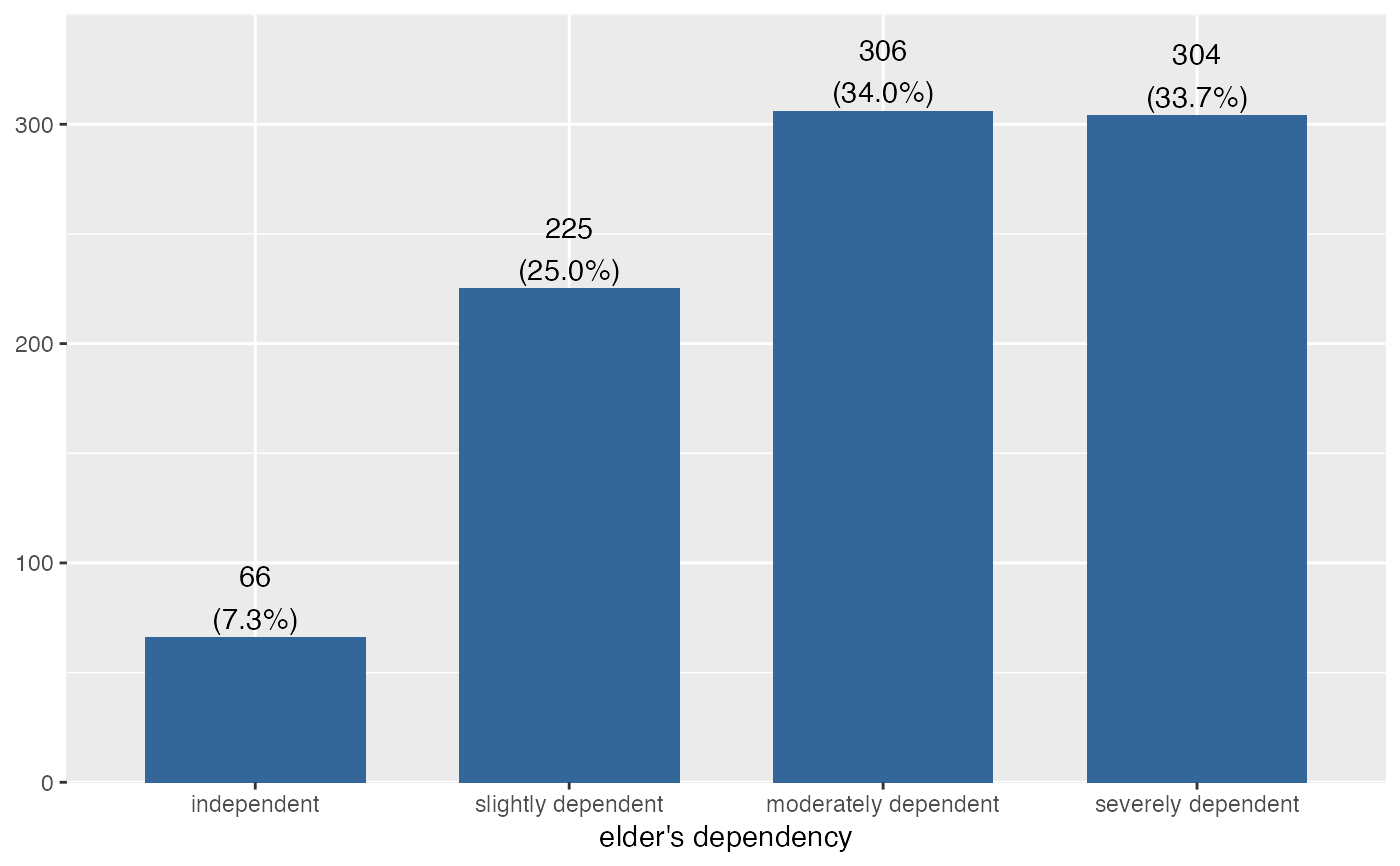 306
(34.0%)
304
(33.7%)
300
225
(25.0%)
200
100
66
(7.3%)
0
independent
slightly dependent
moderately dependent
severely dependent
elder's dependency